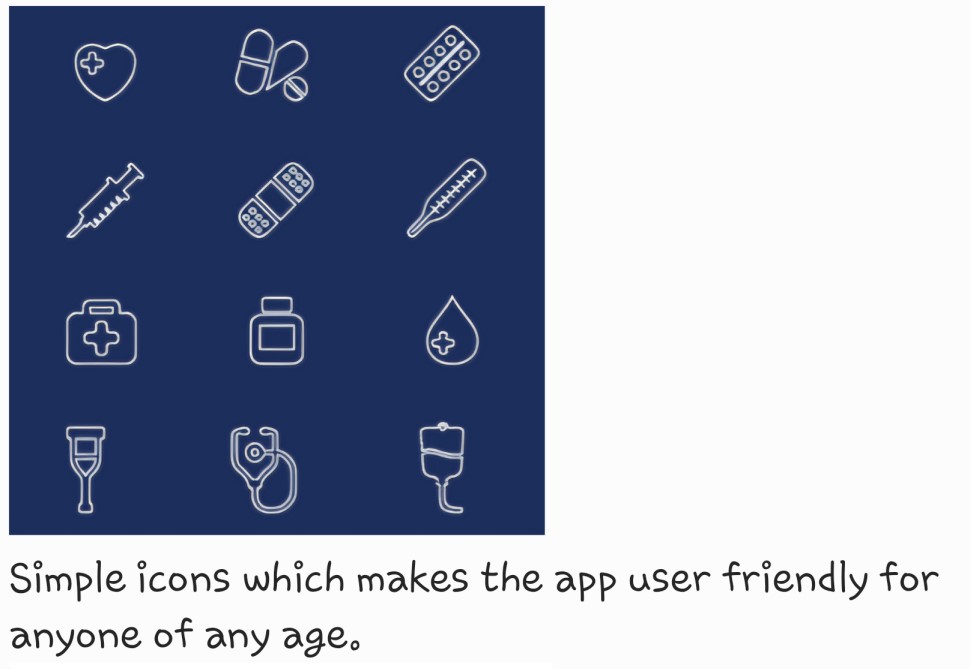 Simple icons which makes the app user friendly for
anyone of any age.